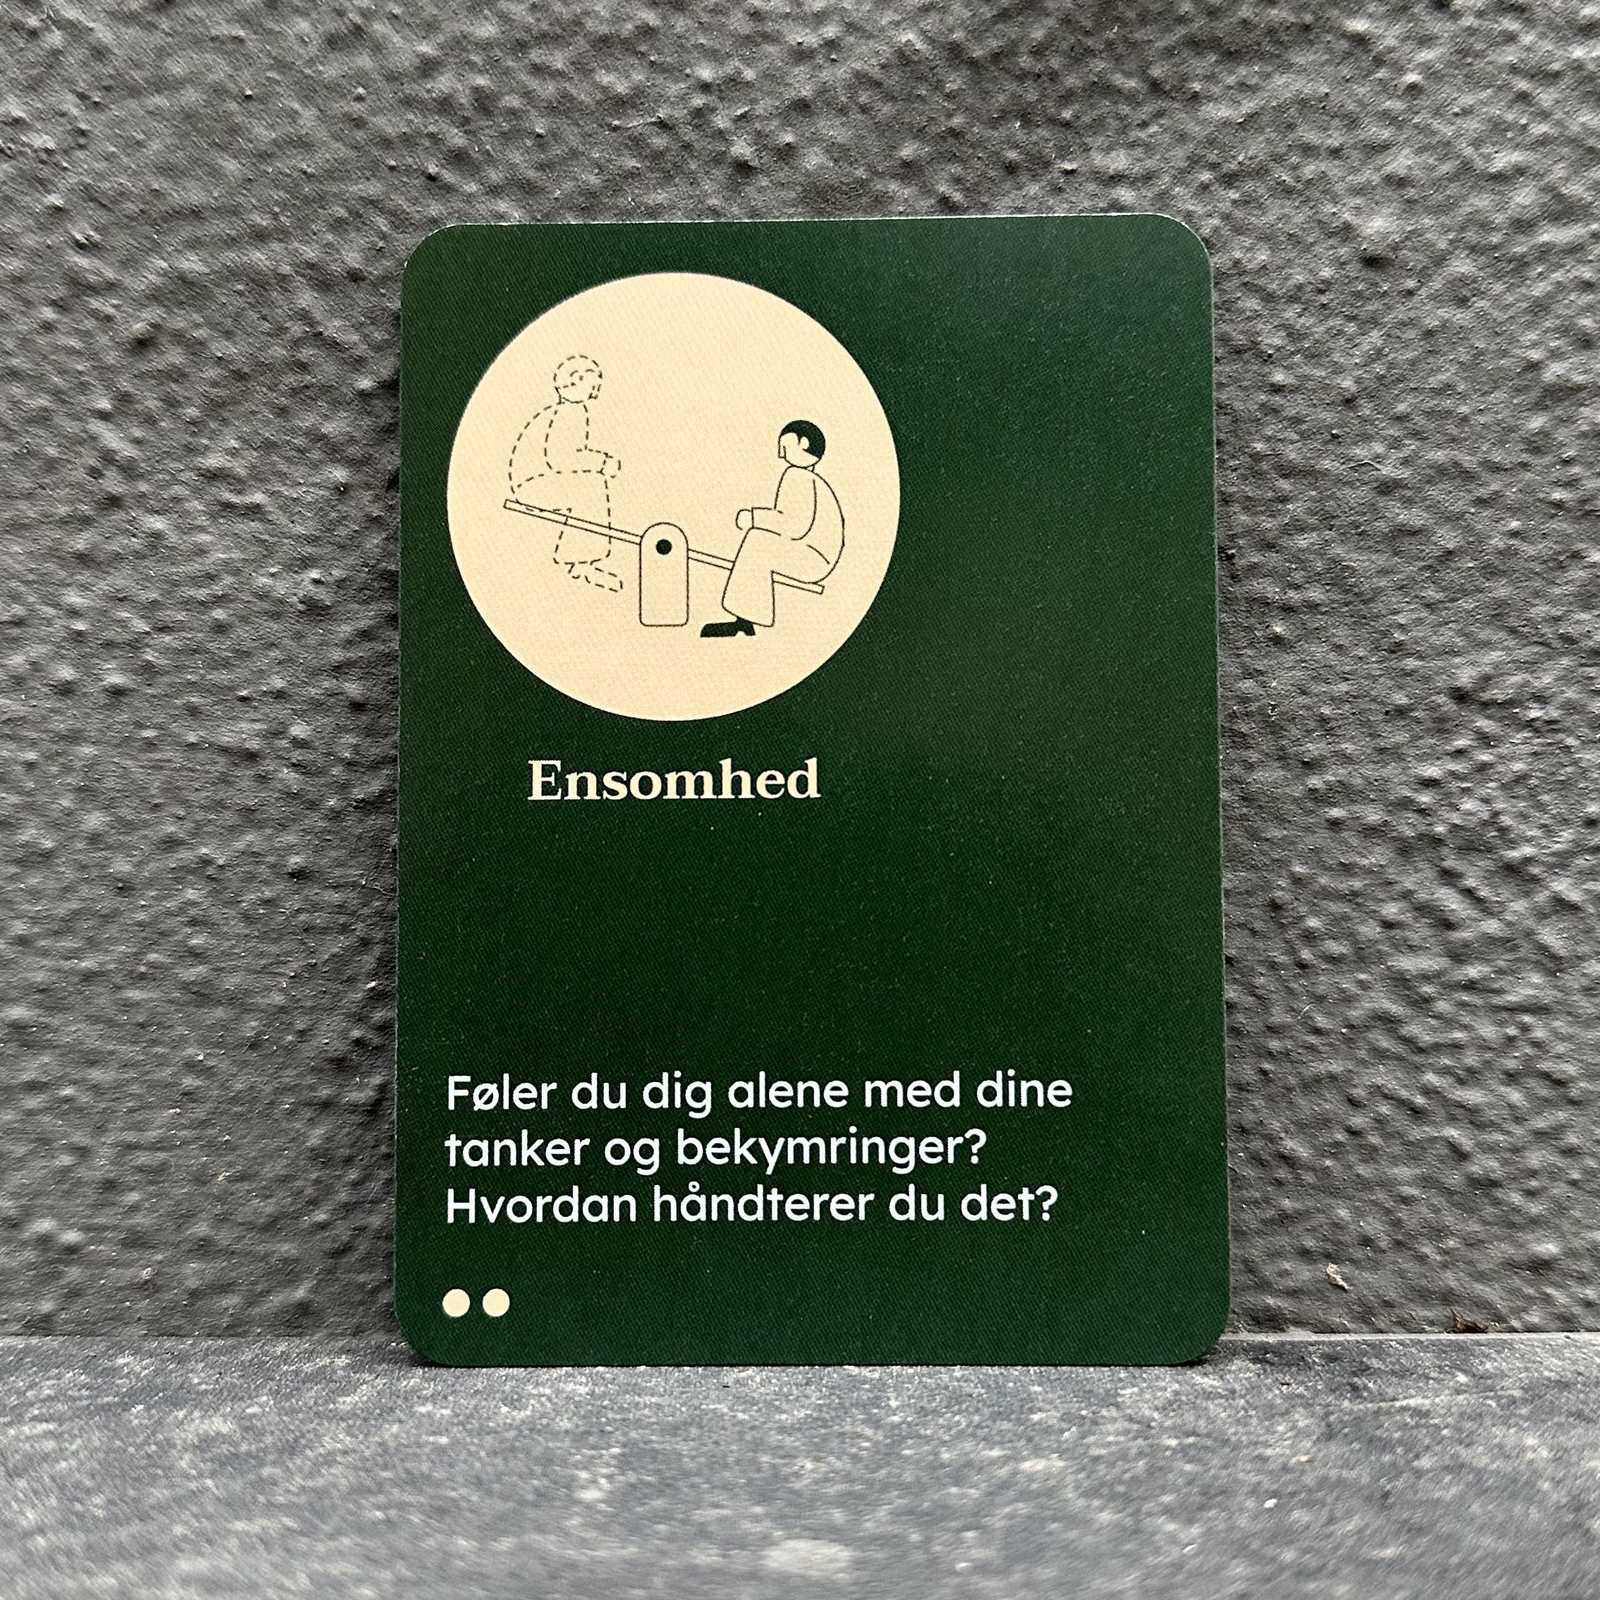 Ensomhed
Føler du dig alene med dine
tanker og bekymringer?
Hvordan håndterer du det?